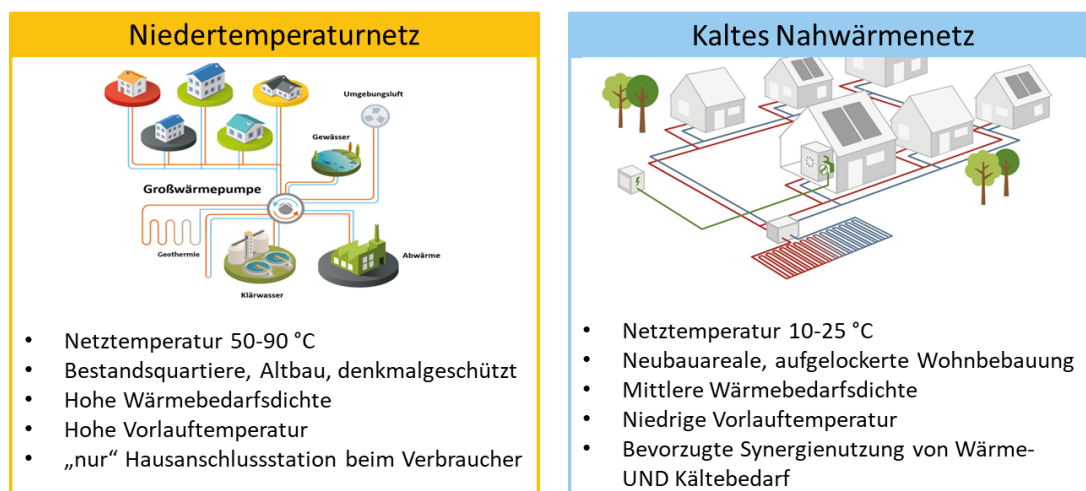 Niedertemperaturnetz
Umgebungsluft
Gewässer
Großwärmepumpe
Geothermie
Abwärme
Klärwasser
• Netztemperatur 50-90 °C
• Bestandsquartiere, Altbau, denkmalgeschützt
• Hohe Wärmebedarfsdichte
• Hohe Vorlauftemperatur
• „nur“ Hausanschlussstation beim Verbraucher
Kaltes Nahwärmenetz
• Netztemperatur 10-25 °C
• Neubauareale, aufgelockerte Wohnbebauung
• Mittlere Wärmebedarfsdichte
• Niedrige Vorlauftemperatur
• Bevorzugte Synergienutzung von Wärme-
UND Kältebedarf